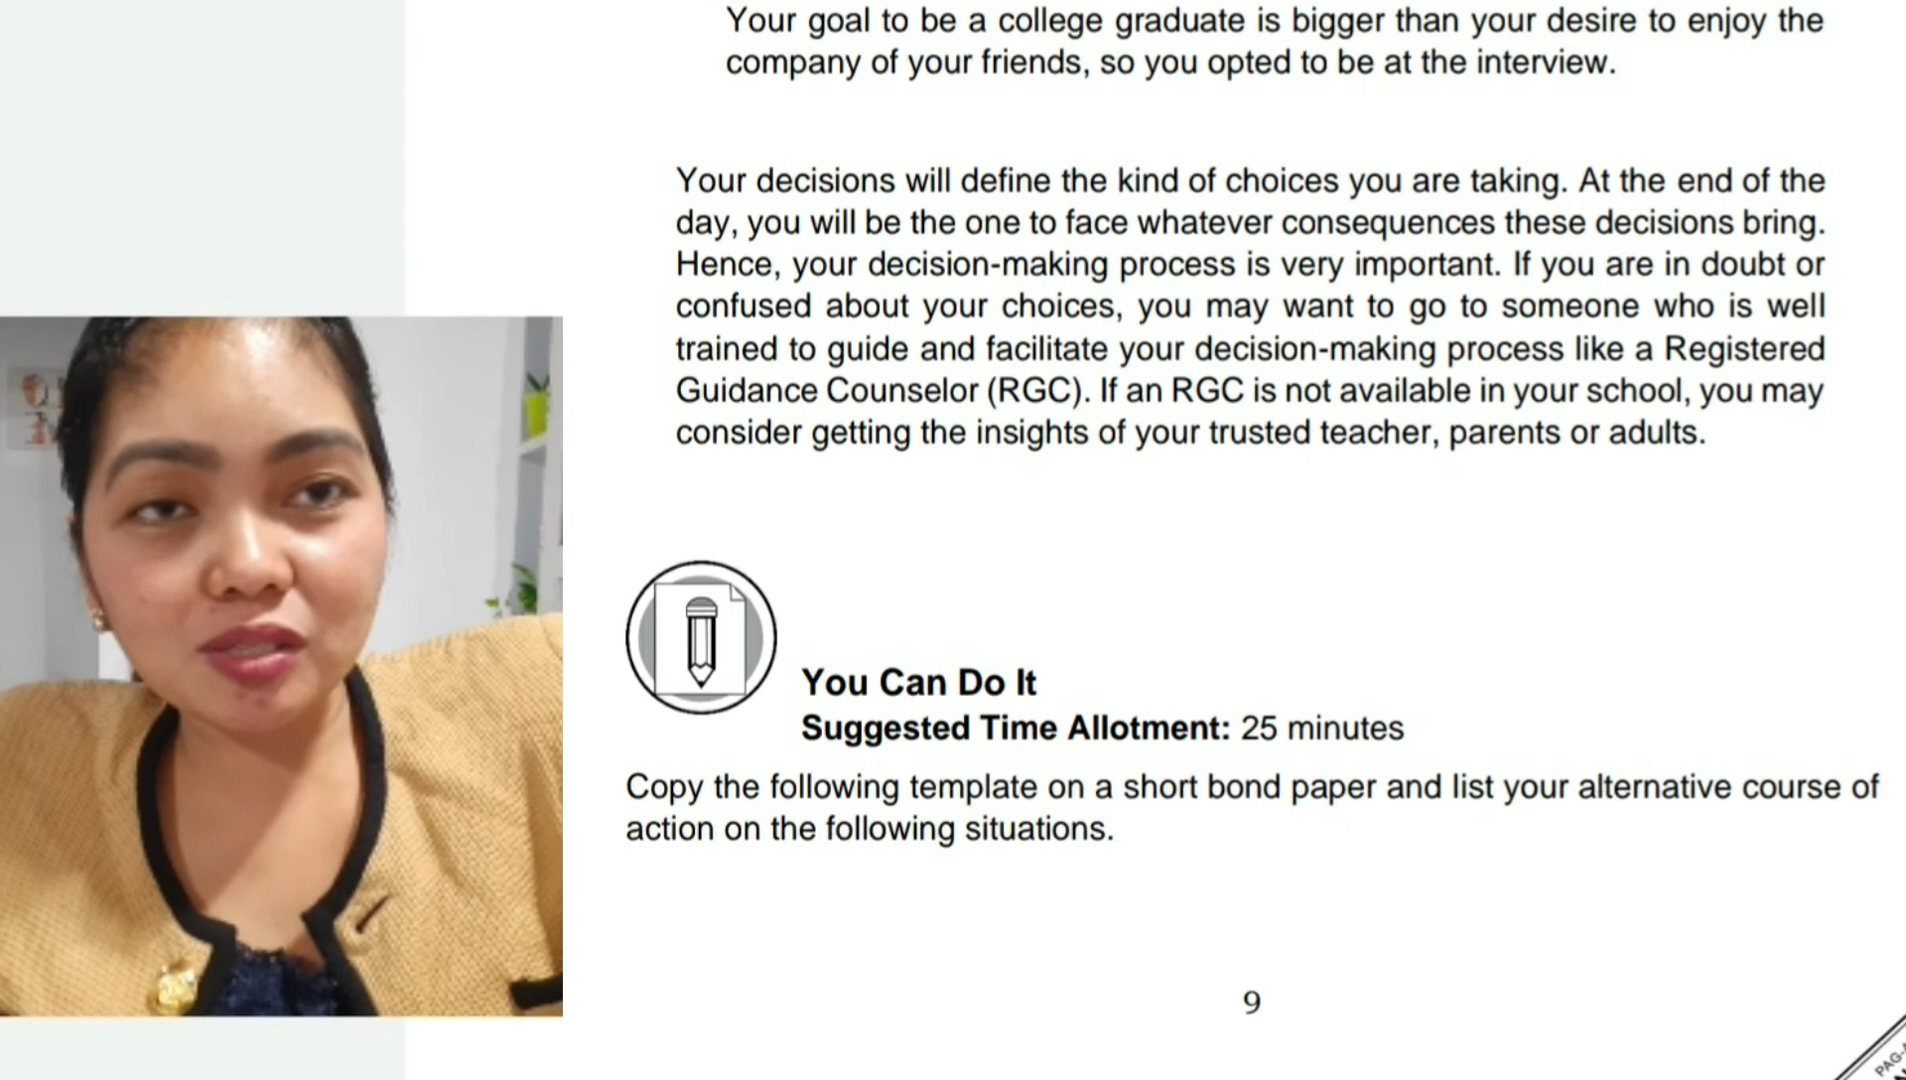 Your goal to be a college graduate is bigger than your desire to enjoy the
company of your friends, so you opted to be at the interview.
Your decisions will define the kind of choices you are taking. At the end of the
day, you will be the one to face whatever consequences these decisions bring.
Hence, your decision-making process is very important. If you are in doubt or
confused about your choices, you may want to go to someone who is well
trained to guide and facilitate your decision-making process like a Registered
Guidance Counselor (RGC). If an RGC is not available in your school, you may
consider getting the insights of your trusted teacher, parents or adults.
You Can Do It
Suggested Time Allotment: 25 minutes
Copy the following template on a short bond paper and list your alternative course of
action on the following situations.
9